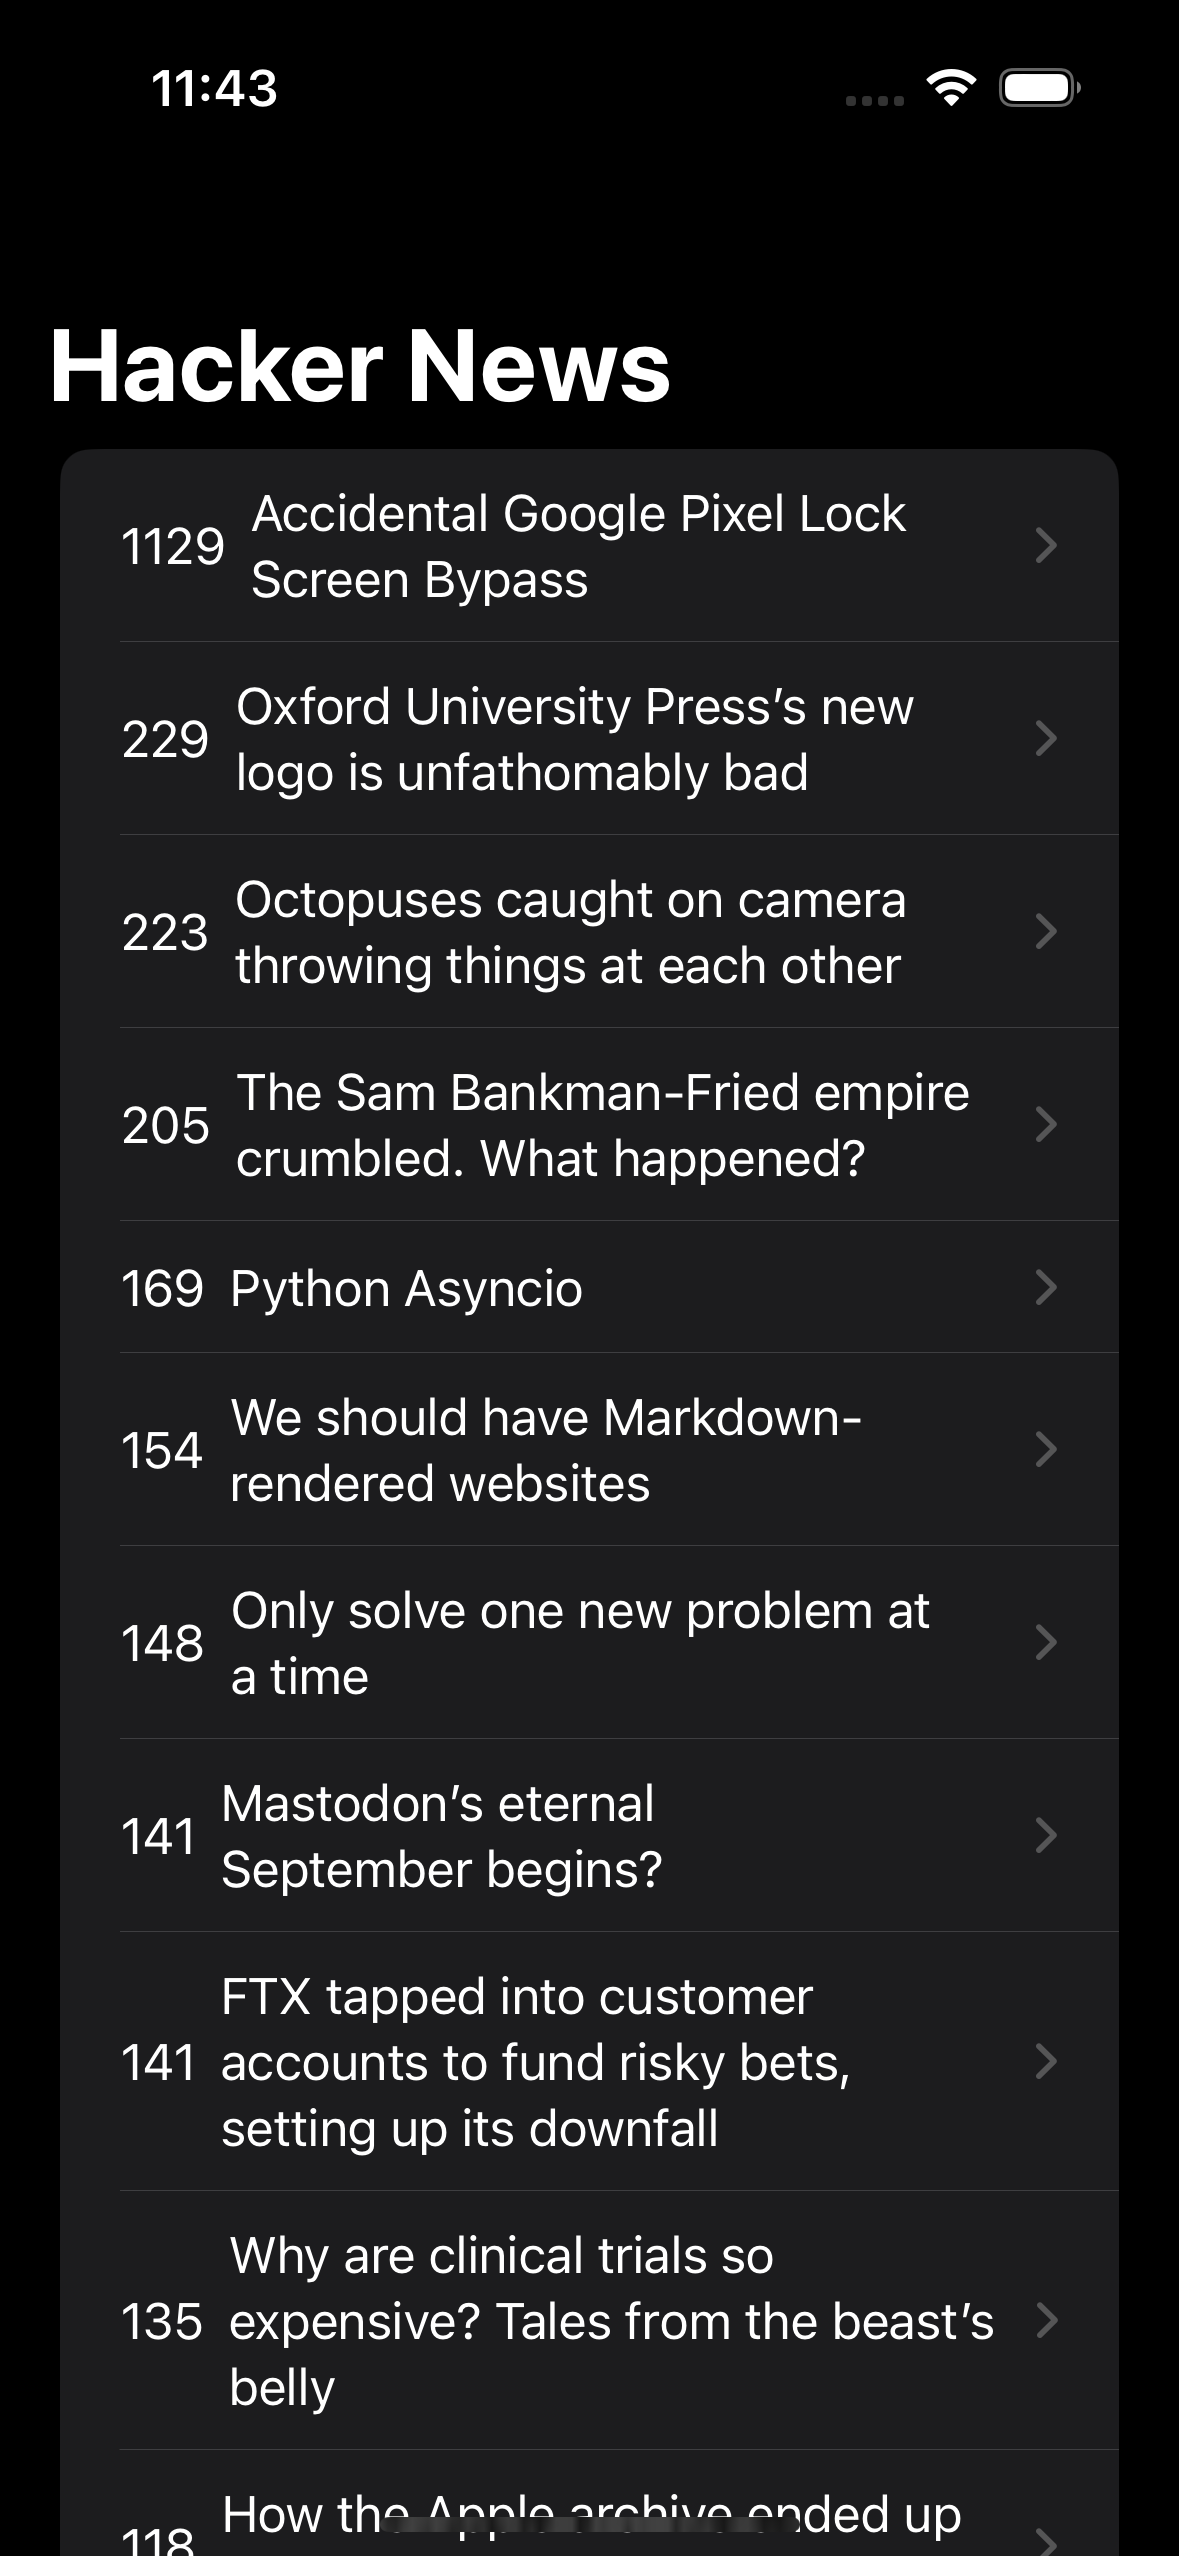 11:43
Hacker News
1129
Accidental Google Pixel Lock
Screen Bypass
229
Oxford University Press’s new
logo is unfathomably bad
223
Octopuses caught on camera
throwing things at each other
205
The Sam Bankman-Fried empire
crumbled. What happened?
169 Python Asyncio
154
We should have Markdown-
rendered websites
148
Only solve one new problem at
a time
141
Mastodon’s eternal
September begins?
141
FTX tapped into customer
accounts to fund risky bets,
setting up its downfall
135
Why are clinical trials so
expensive? Tales from the beast’s
belly
118
How the Apple archive ended up